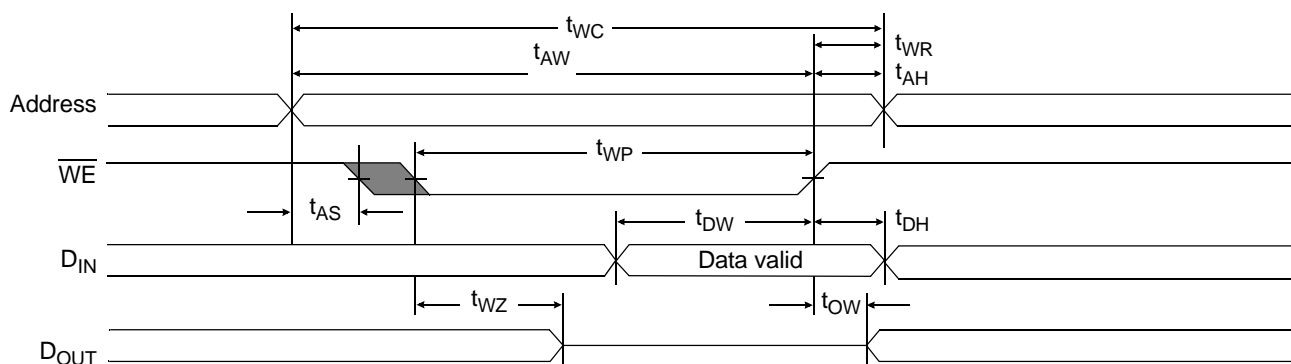 tWC
tWR
tAW
tAH
Address
WE
tWP
tAS
tDW
tDH
DIN
Data valid
tWZ
tOW
DOUT